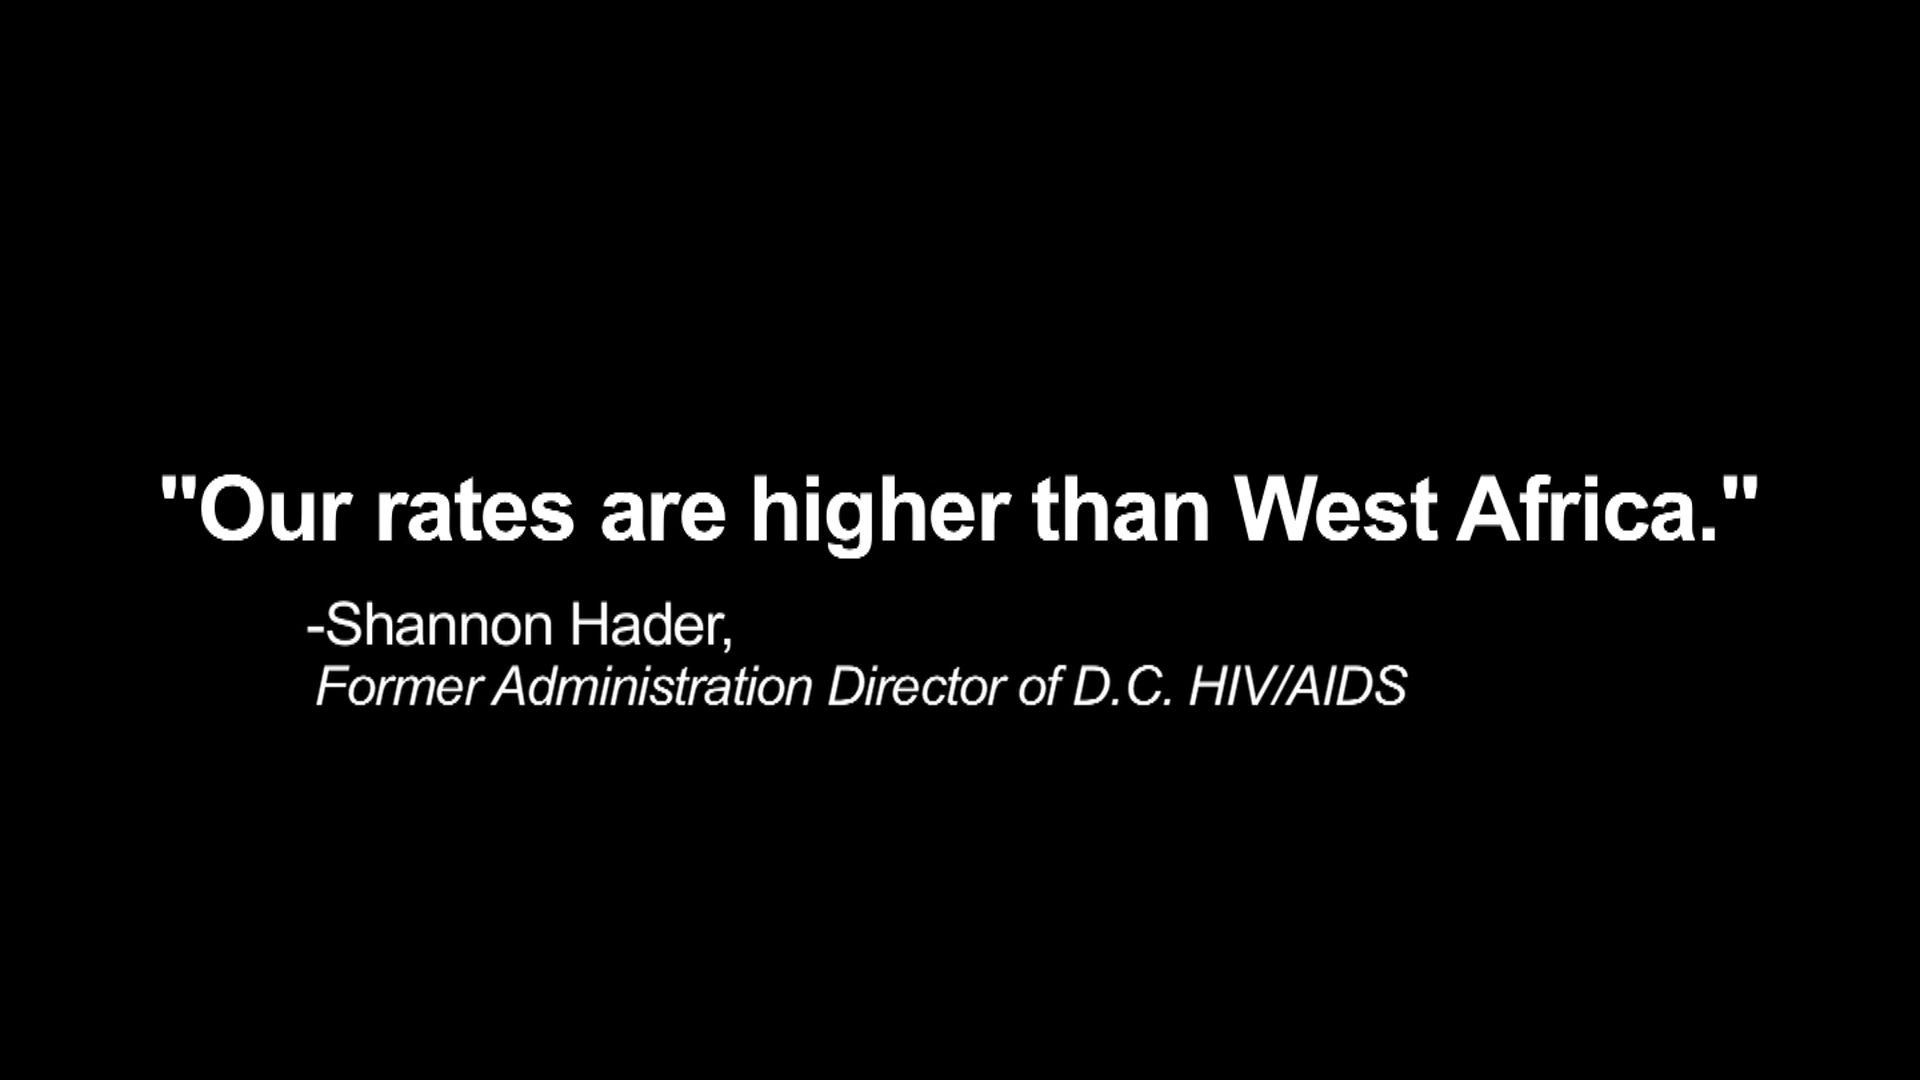 "Our rates are higher than West Africa."
-Shannon Hader,
Former Administration Director of D.C. HIV/AIDS